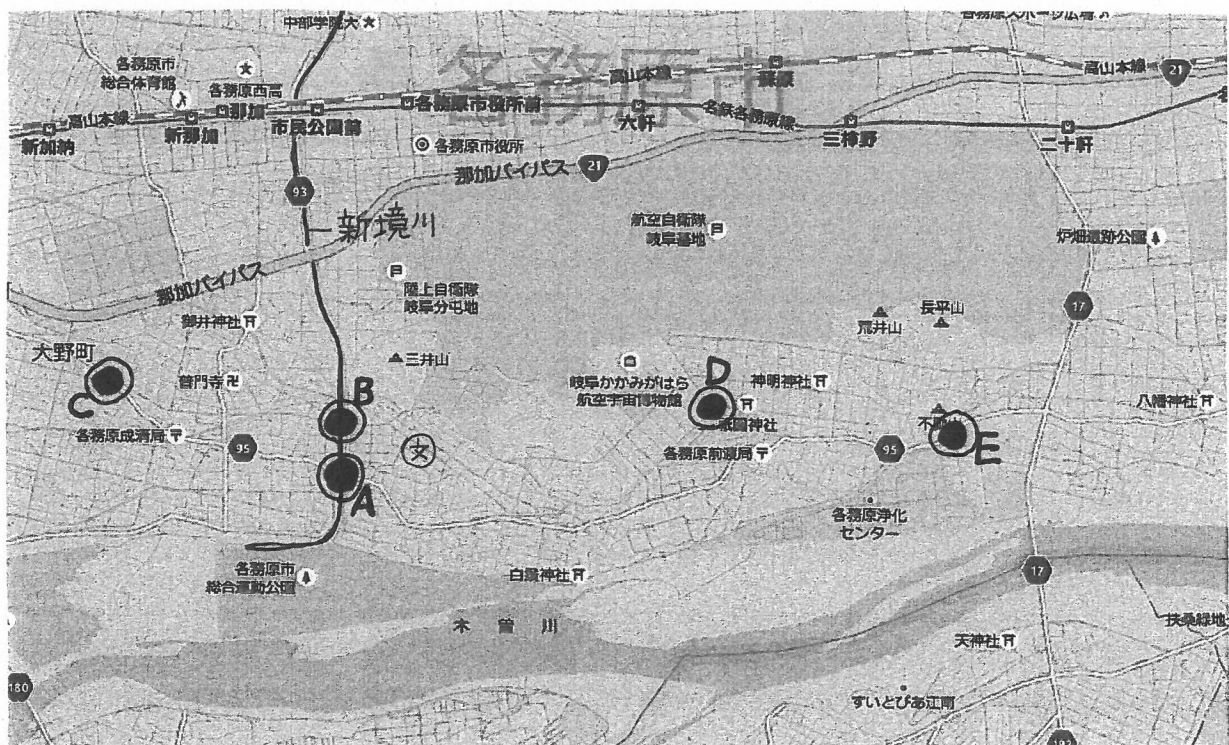 中部学院大
各務原市
各務原市
総合体育館
各務原西高
高山本線
蘇原
高山本線
21
高山本線
新加納
新那加
那加
市民公園前
各務原市役所前
六軒
名鉄各務原線
三柿野
二十軒
各務原市役所
那加バイパス
21
93
新境川
航空自衛隊
岐阜基地
炉畑遺跡公園
那加バイパス
陸上自衛隊
岐阜分屯地
17
御井神社
長平山
荒井山
大野町
三井山
普門寺
C
B
岐阜かかみがはら
航空宇宙博物館
D
神明神社
八幡神社
各務原成清局
95
文
各務原前渡局
95
E
A
各務原浄化
センター
各務原市
総合運動公園
白鬚神社
17
木曽川
扶桑緑地
天神社
180
すいとぴあ江南